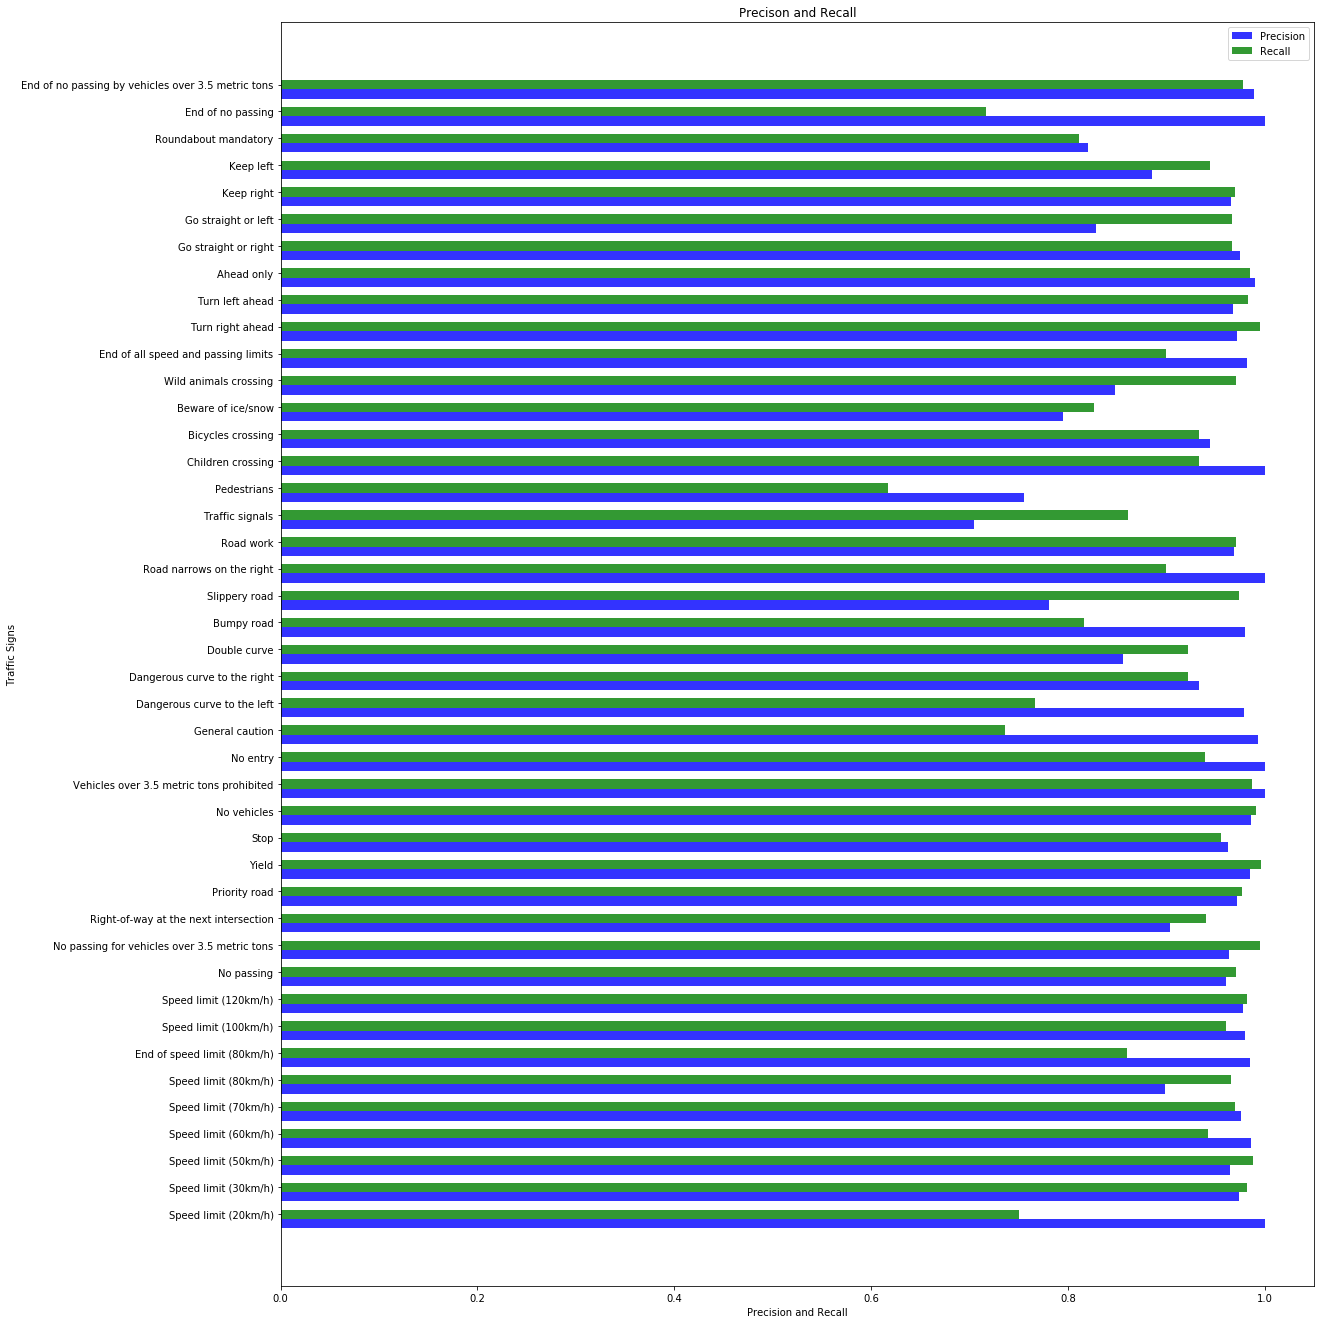 Precison and Recall
Precision
Recall
End of no passing by vehicles over 3.5 metric tons
End of no passing
Roundabout mandatory
Keep left
Keep right
Go straight or left
Go straight or right
Ahead only
Turn left ahead
Turn right ahead
End of all speed and passing limits
Wild animals crossing
Beware of ice/snow
Bicycles crossing
Children crossing
Pedestrians
Traffic signals
Road work
Road narrows on the right
Slippery road
Bumpy road
Double curve
Dangerous curve to the right
Dangerous curve to the left
General caution
No entry
Vehicles over 3.5 metric tons prohibited
No vehicles
Stop
Yield
Priority road
Right-of-way at the next intersection
No passing for vehicles over 3.5 metric tons
No passing
Speed limit (120km/h)
Speed limit (100km/h)
End of speed limit (80km/h)
Speed limit (80km/h)
Speed limit (70km/h)
Speed limit (60km/h)
Speed limit (50km/h)
Speed limit (30km/h)
Speed limit (20km/h)
Traffic Signs
0.0 0.2 0.4 0.6 0.8 1.0
Precision and Recall